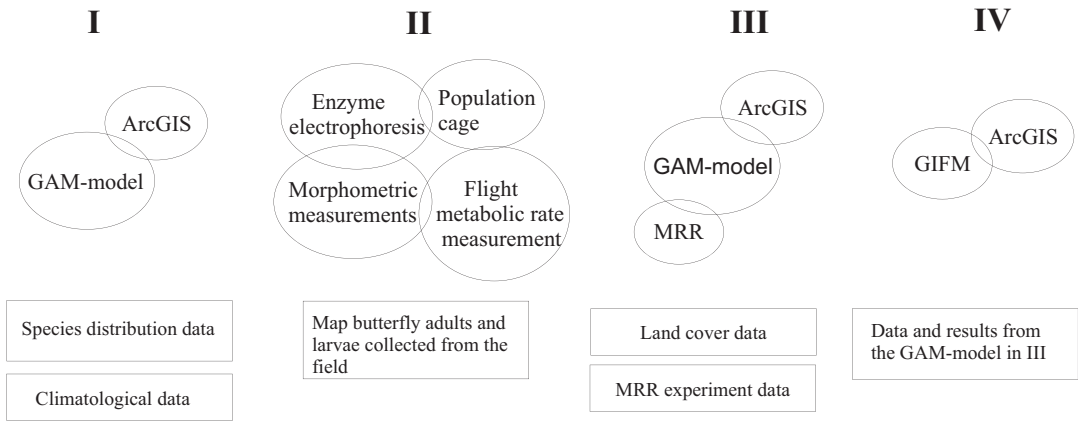 I
II
III
IV
ArcGIS
GAM-model
Enzyme
electrophoresis
Population
cage
Morphometric
measurements
Flight
metabolic rate
measurement
ArcGIS
GAM-model
MRR
ArcGIS
GIFM
Species distribution data
Climatological data
Map butterfly adults and
larvae collected from the
field
Land cover data
MRR experiment data
Data and results from
the GAM-model in III